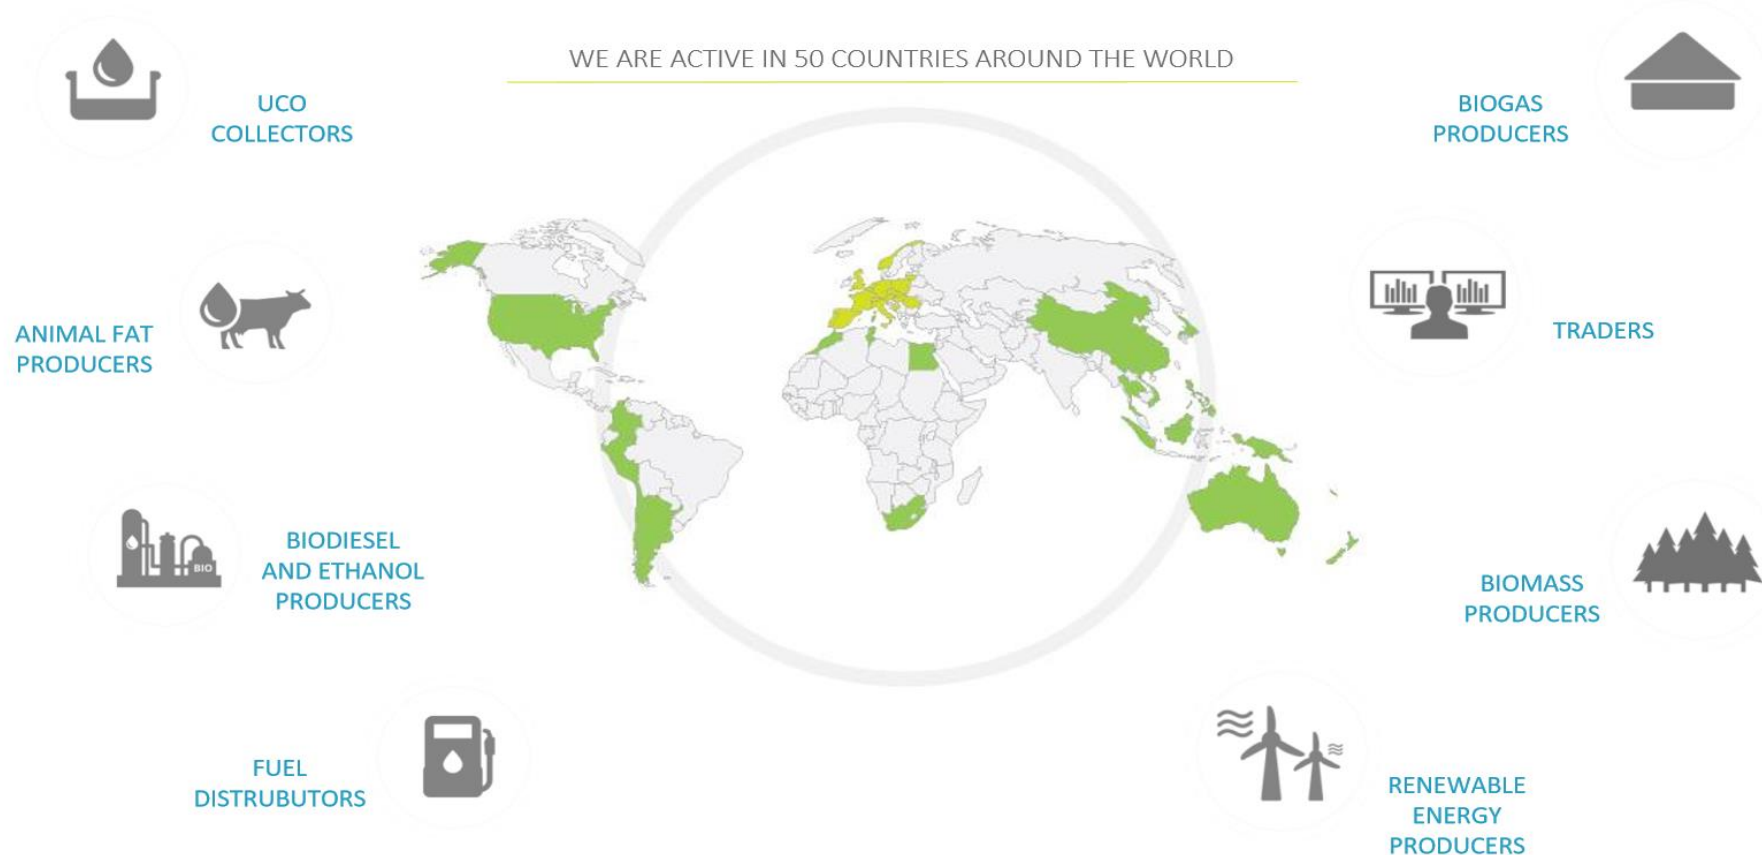 WE ARE ACTIVE IN 50 COUNTRIES AROUND THE WORLD
UCO
COLLECTORS
BIOGAS
PRODUCERS
ANIMAL FAT
PRODUCERS
TRADERS
BIO
BIODIESEL
AND ETHANOL
PRODUCERS
BIOMASS
PRODUCERS
FUEL
DISTRUBUTORS
RENEWABLE
ENERGY
PRODUCERS